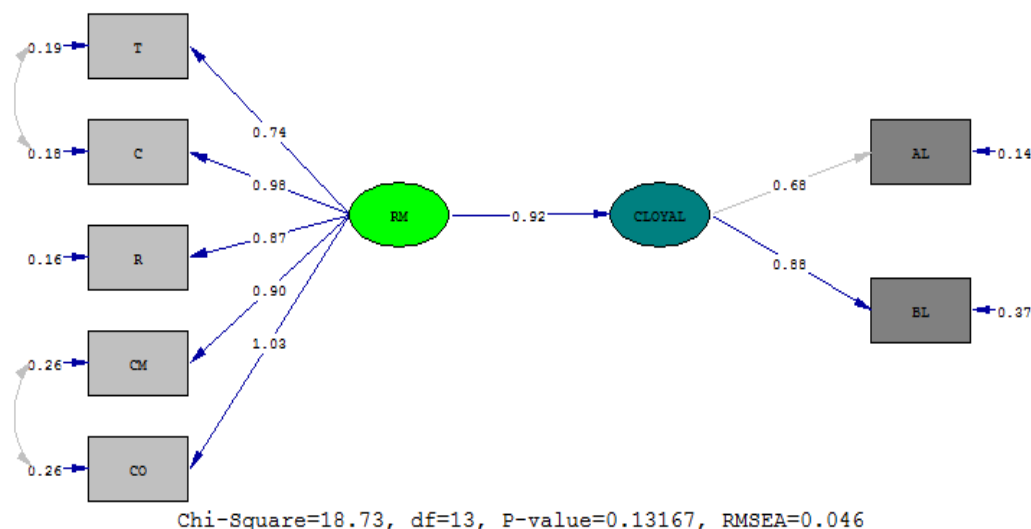 0.19 T
0.74
0.18 C AL 0.14
0.98 0.68
RM 0.92 CLOYAL
0.87
0.16 R 0.88
0.90
BL 0.37
1.03
0.26 CM
0.26 CO
Chi-Square=18.73, df=13, P-value=0.13167, RMSEA=0.046